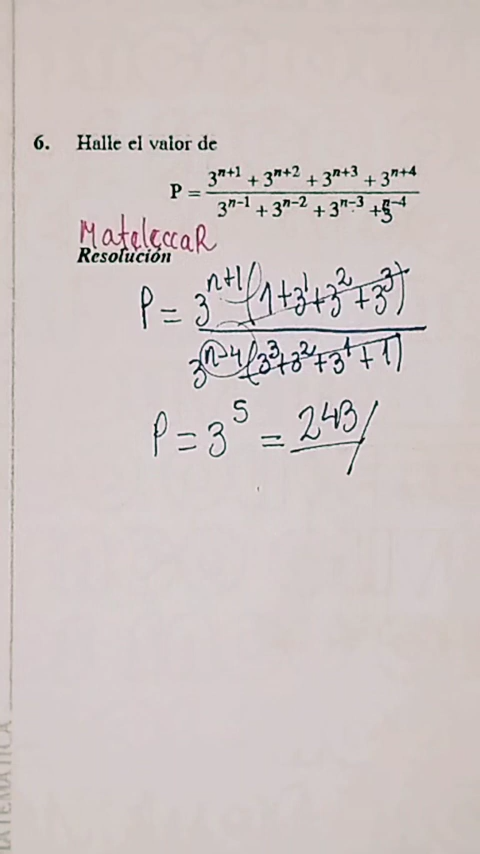 6. Halle el valor de
P = 3^{n+1} + 3^{n+2} + 3^{n+3} + 3^{n+4} / 3^{n-1} + 3^{n-2} + 3^{n-3} + 3^{n-4}
MateleccaR
Resolución
P = 3^{n+1} (1+3^1+3^2+3^3) / 3^{n-4} (3^3+3^2+3^1+1)
P = 3^5 = 243